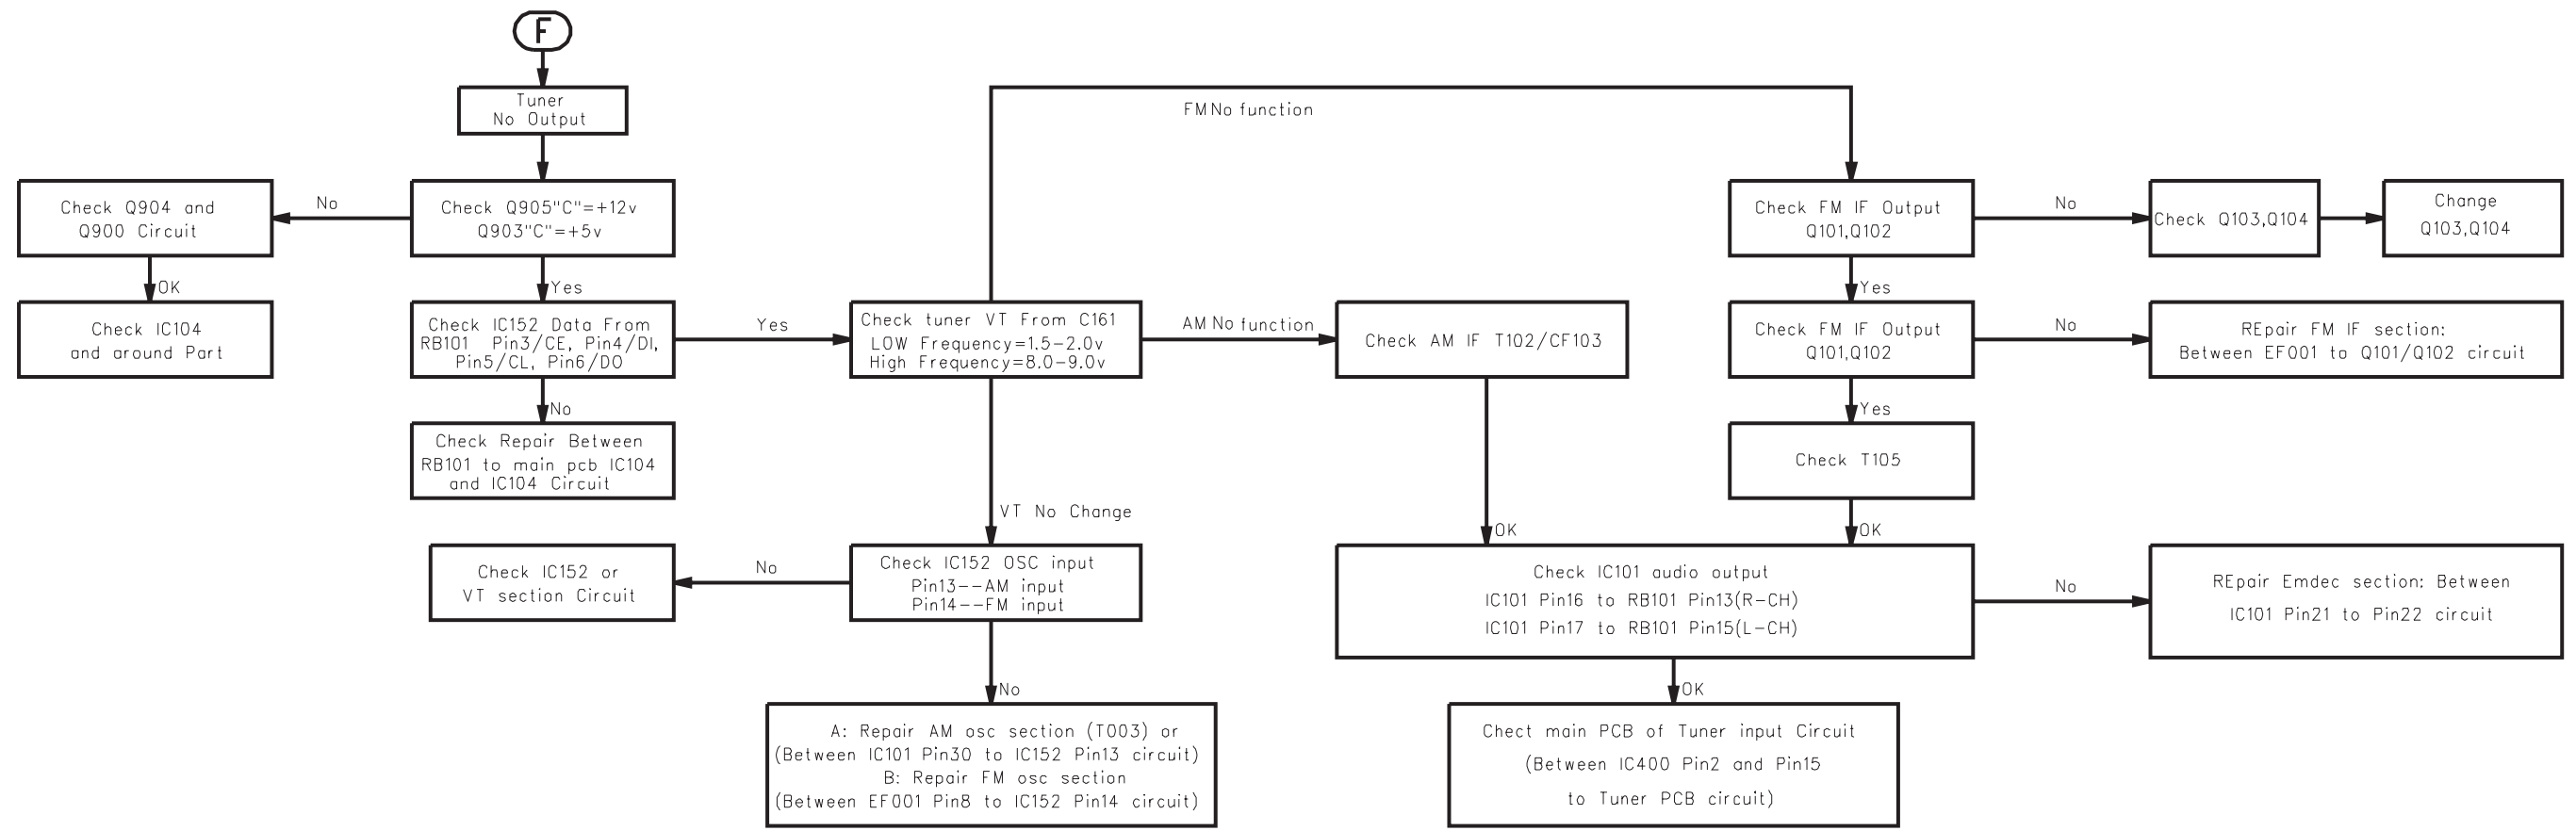 F
Tuner
No Output
FM No function
Check Q904 and
Q900 Circuit
No
Check Q905"C"=+12v
Q903"C"=+5v
Check FM IF Output
Q101,Q102
No
Check Q103,Q104
Change
Q103,Q104
OK
Yes
Yes
Check IC104
and around Part
Check IC152 Data From
RB101 Pin3/CE, Pin4/DI,
Pin5/CL, Pin6/DO
Yes
Check tuner VT From C161
LOW Frequency=1.5-2.0v
High Frequency=8.0-9.0v
AM No function
Check AM IF T102/CF103
Check FM IF Output
Q101,Q102
No
REpair FM IF section:
Between EF001 to Q101/Q102 circuit
No
Yes
Check Repair Between
RB101 to main pcb IC104
and IC104 Circuit
Check T105
VT No Change
OK
OK
Check IC152 or
VT section Circuit
No
Check IC152 OSC input
Pin13--AM input
Pin14--FM input
Check IC101 audio output
IC101 Pin16 to RB101 Pin13(R-CH)
IC101 Pin17 to RB101 Pin15(L-CH)
No
REpair Emdec section: Between
IC101 Pin21 to Pin22 circuit
No
OK
A: Repair AM osc section (T003) or
(Between IC101 Pin30 to IC152 Pin13 circuit)
B: Repair FM osc section
(Between EF001 Pin8 to IC152 Pin14 circuit)
Chect main PCB of Tuner input Circuit
(Between IC400 Pin2 and Pin15
to Tuner PCB circuit)